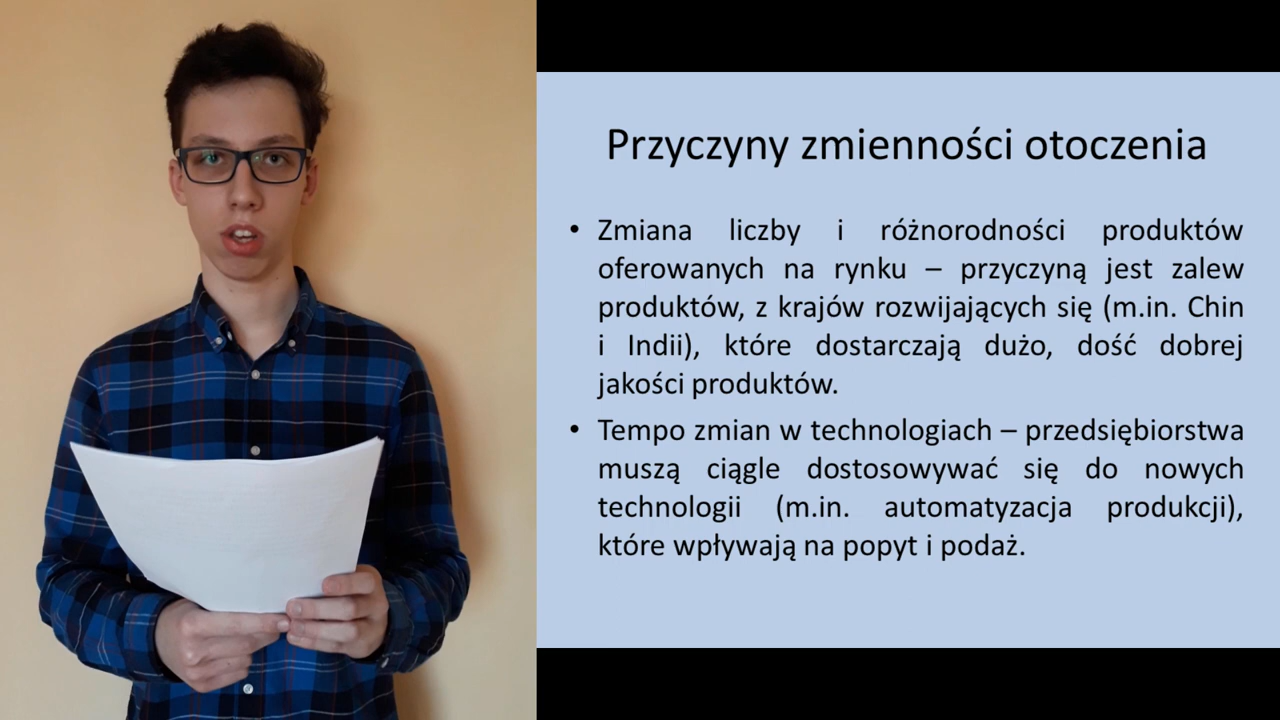 Przyczyny zmienności otoczenia
• Zmiana liczby i różnorodności produktów
oferowanych na rynku – przyczyną jest zalew
produktów, z krajów rozwijających się (m.in. Chin
i Indii), które dostarczają dużo, dość dobrej
jakości produktów.
• Tempo zmian w technologiach – przedsiębiorstwa
muszą ciągle dostosowywać się do nowych
technologii (m.in. automatyzacja produkcji),
które wpływają na popyt i podaż.